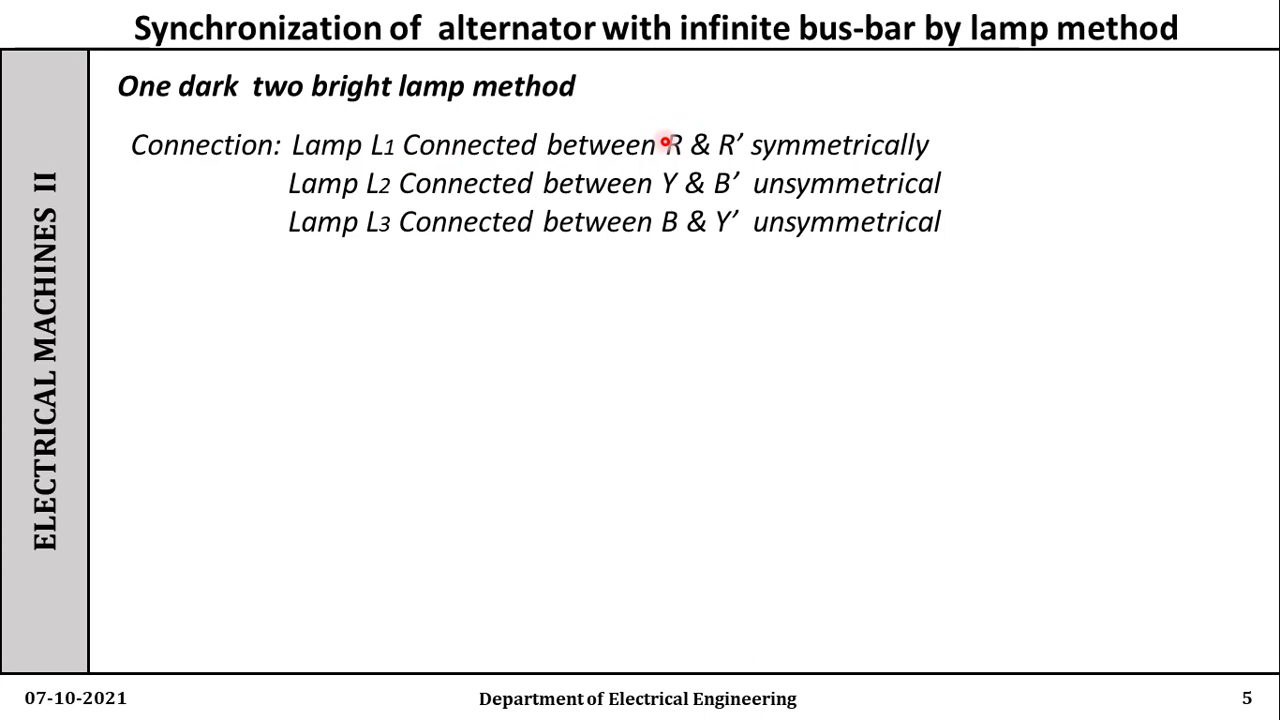 Synchronization of alternator with infinite bus-bar by lamp method
ELECTRICAL MACHINES II
One dark two bright lamp method
Connection: Lamp L1 Connected between R & R’ symmetrically
Lamp L2 Connected between Y & B’ unsymmetrical
Lamp L3 Connected between B & Y’ unsymmetrical
07-10-2021
Department of Electrical Engineering
5